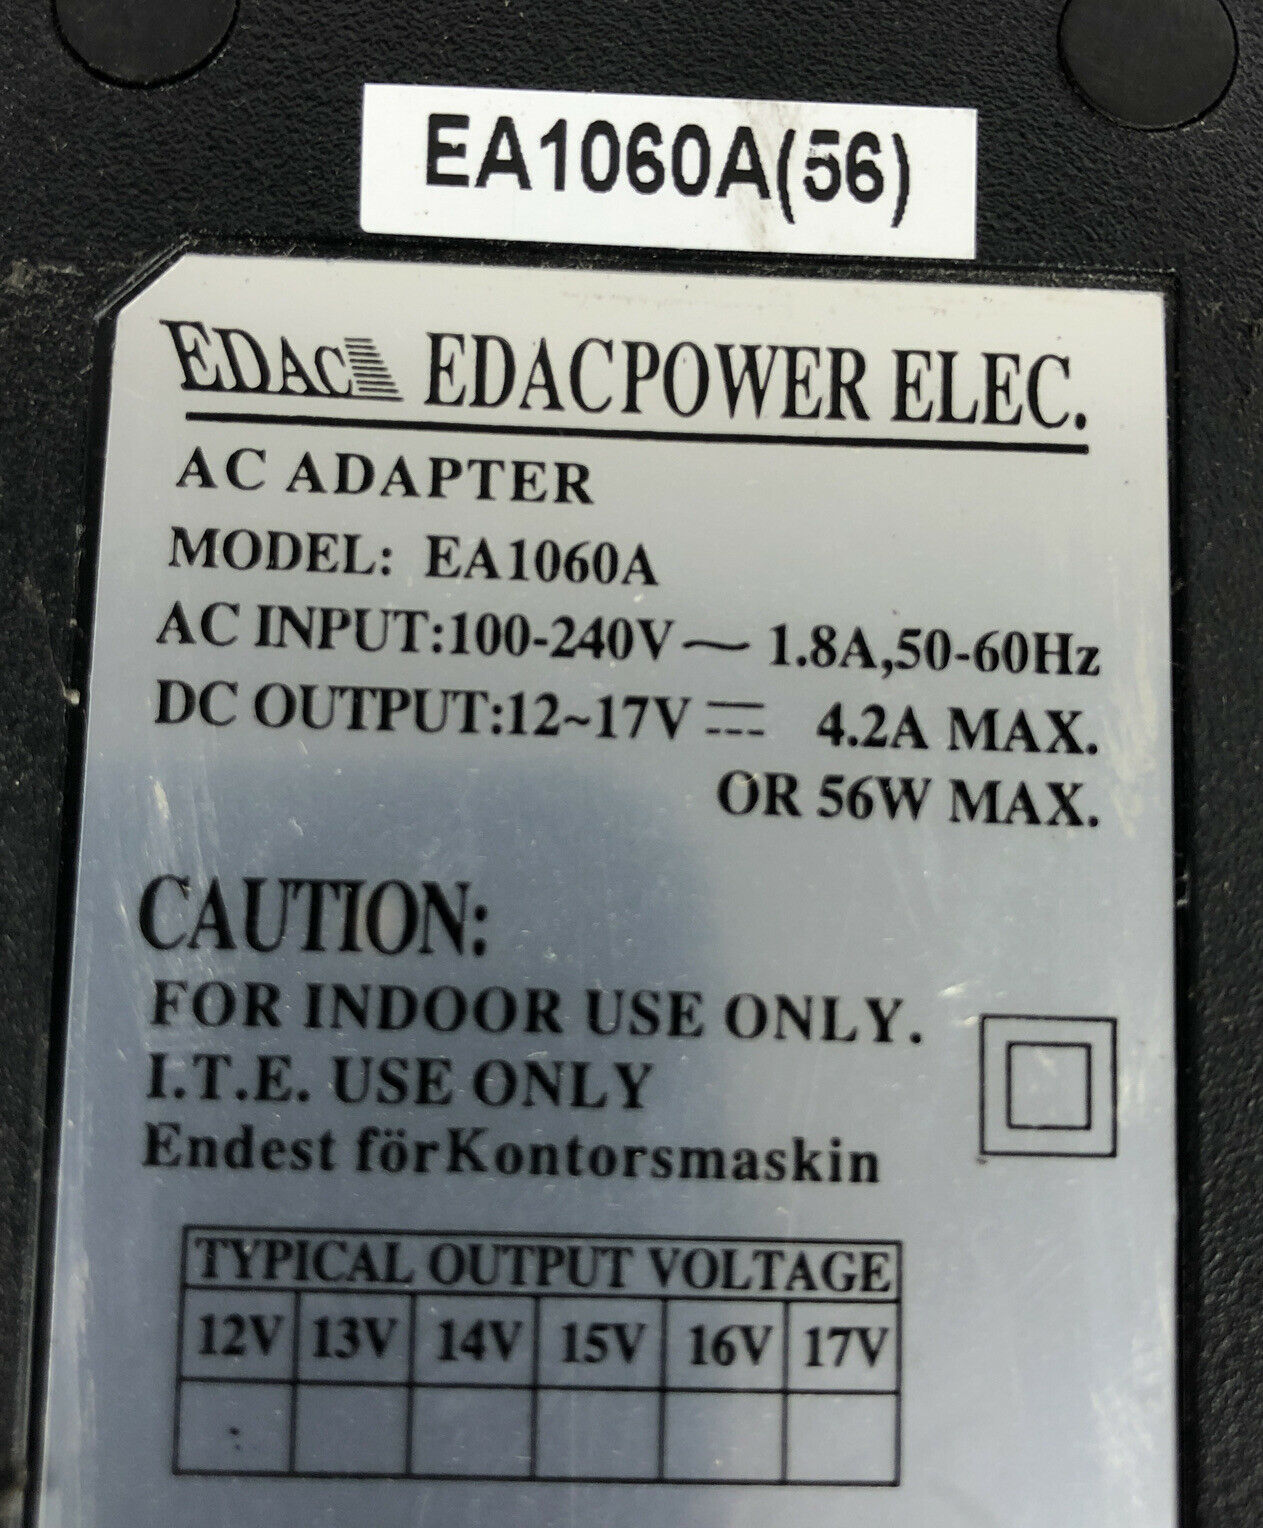 EA1060A(56)
EDAC EDACPOWER ELEC.
AC ADAPTER
MODEL: EA1060A
AC INPUT:100-240V～ 1.8A,50-60Hz
DC OUTPUT:12~17V ⎓ 4.2A MAX.
OR 56W MAX.
CAUTION:
FOR INDOOR USE ONLY.
I.T.E. USE ONLY
Endest för Kontorsmaskin
TYPICAL OUTPUT VOLTAGE
12V 13V 14V 15V 16V 17V